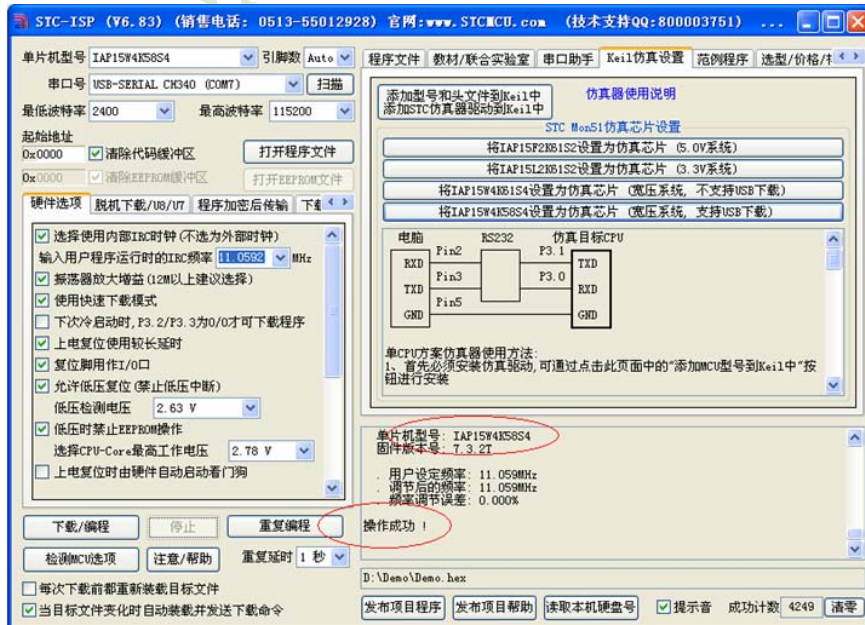 STC-ISP (V6.83) (销售电话: 0513-55012928) 官网:www.STCMCU.com (技术支持QQ:800003751) ...
单片机型号 IAP15W4K58S4 引脚数 Auto
串口号 USB-SERIAL CH340 (COM7) 扫描
最低波特率 2400 最高波特率 115200
起始地址
0x0000 清除代码缓冲区 打开程序文件
0x0000 清除EEPROM缓冲区 打开EEPROM文件
硬件选项 脱机下载/U8/U7 程序加密后传输
选择使用内部IRC时钟(不选为外部时钟)
输入用户程序运行时的IRC频率 11.0592 MHz
振荡器放大增益(12M以上建议选择)
使用快速下载模式
下次冷启动时,P3.2/P3.3为0/0才可下载程序
上电复位使用较长延时
复位脚用作I/O口
允许低压复位(禁止低压中断)
低压检测电压 2.63 V
低压时禁止EEPROM操作
选择CPU-Core最高工作电压 2.78 V
上电复位时由硬件自动启动看门狗
下载/编程 停止 重复编程
检测MCU选项 注意/帮助 重复延时 1 秒
每次下载前都重新装载目标文件
当目标文件变化时自动装载并发送下载命令
程序文件 教材/联合实验室 串口助手 Keil仿真设置 范例程序 选型/价格/
添加型号和头文件到Keil中
添加STC仿真器驱动到Keil中
仿真器使用说明
STC Mon51仿真芯片设置
将IAP15F2K61S2设置为仿真芯片 (5.0V系统)
将IAP15L2K61S2设置为仿真芯片 (3.3V系统)
将IAP15W4K61S4设置为仿真芯片 (宽压系统, 不支持USB下载)
将IAP15W4K58S4设置为仿真芯片 (宽压系统, 支持USB下载)
电脑 RS232 仿真目标CPU
Pin2 P3.1
RXD TXD
Pin3 P3.0
TXD RXD
Pin5
GND GND
单CPU方案仿真器使用方法:
1、首先必须安装仿真驱动,可通过点击此页面中的"添加MCU型号到Keil中"按
钮进行安装
单片机型号: IAP15W4K58S4
固件版本号: 7.3.2T
. 用户设定频率: 11.059MHz
. 调节后的频率: 11.059MHz
. 频率调节误差: 0.000%
操作成功 !
D:\Demo\Demo.hex
发布项目程序 发布项目帮助 读取本机硬盘号 提示音 成功计数 4249 清零